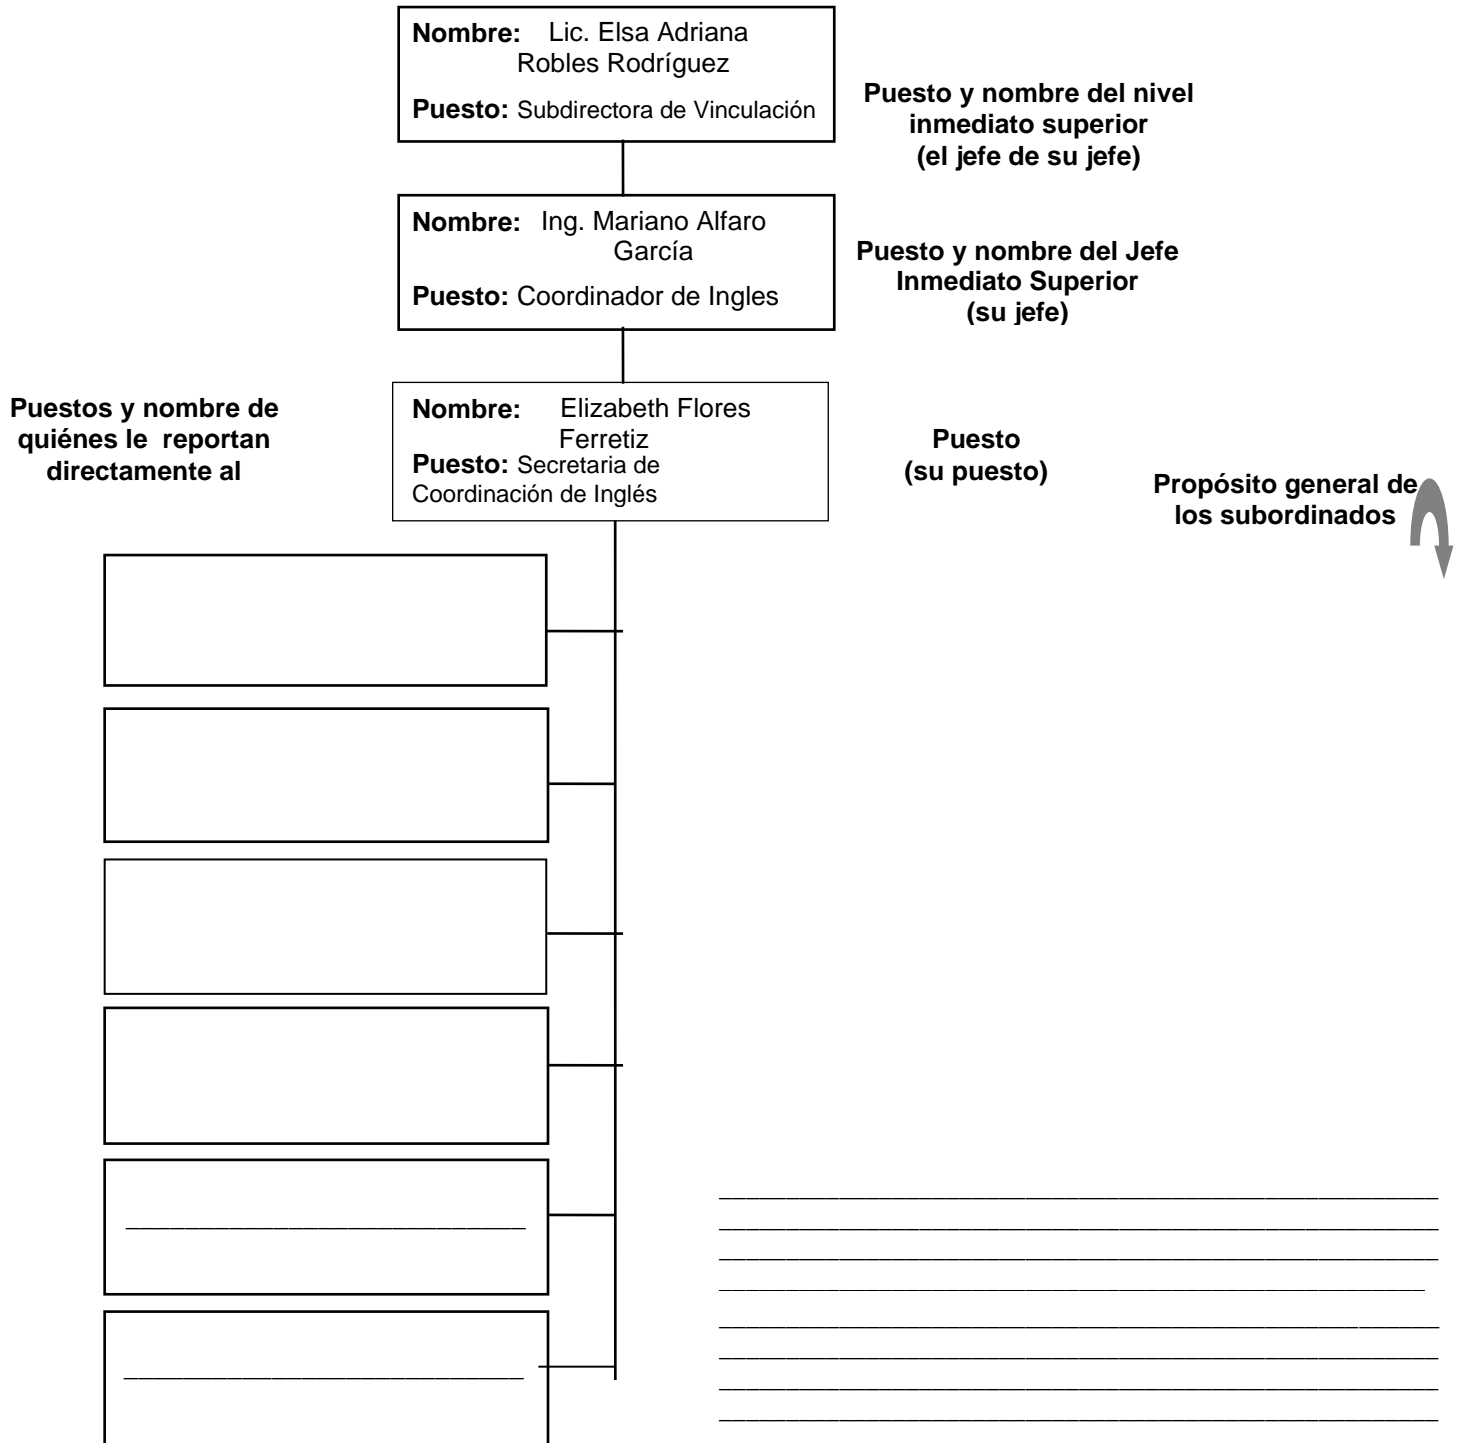 Nombre: Lic. Elsa Adriana
Robles Rodríguez
Puesto: Subdirectora de Vinculación
Puesto y nombre del nivel
inmediato superior
(el jefe de su jefe)
Nombre: Ing. Mariano Alfaro
García
Puesto: Coordinador de Ingles
Puesto y nombre del Jefe
Inmediato Superior
(su jefe)
Puestos y nombre de
quiénes le reportan
directamente al
Nombre: Elizabeth Flores
Ferretiz
Puesto: Secretaria de
Coordinación de Inglés
Puesto
(su puesto)
Propósito general de
los subordinados